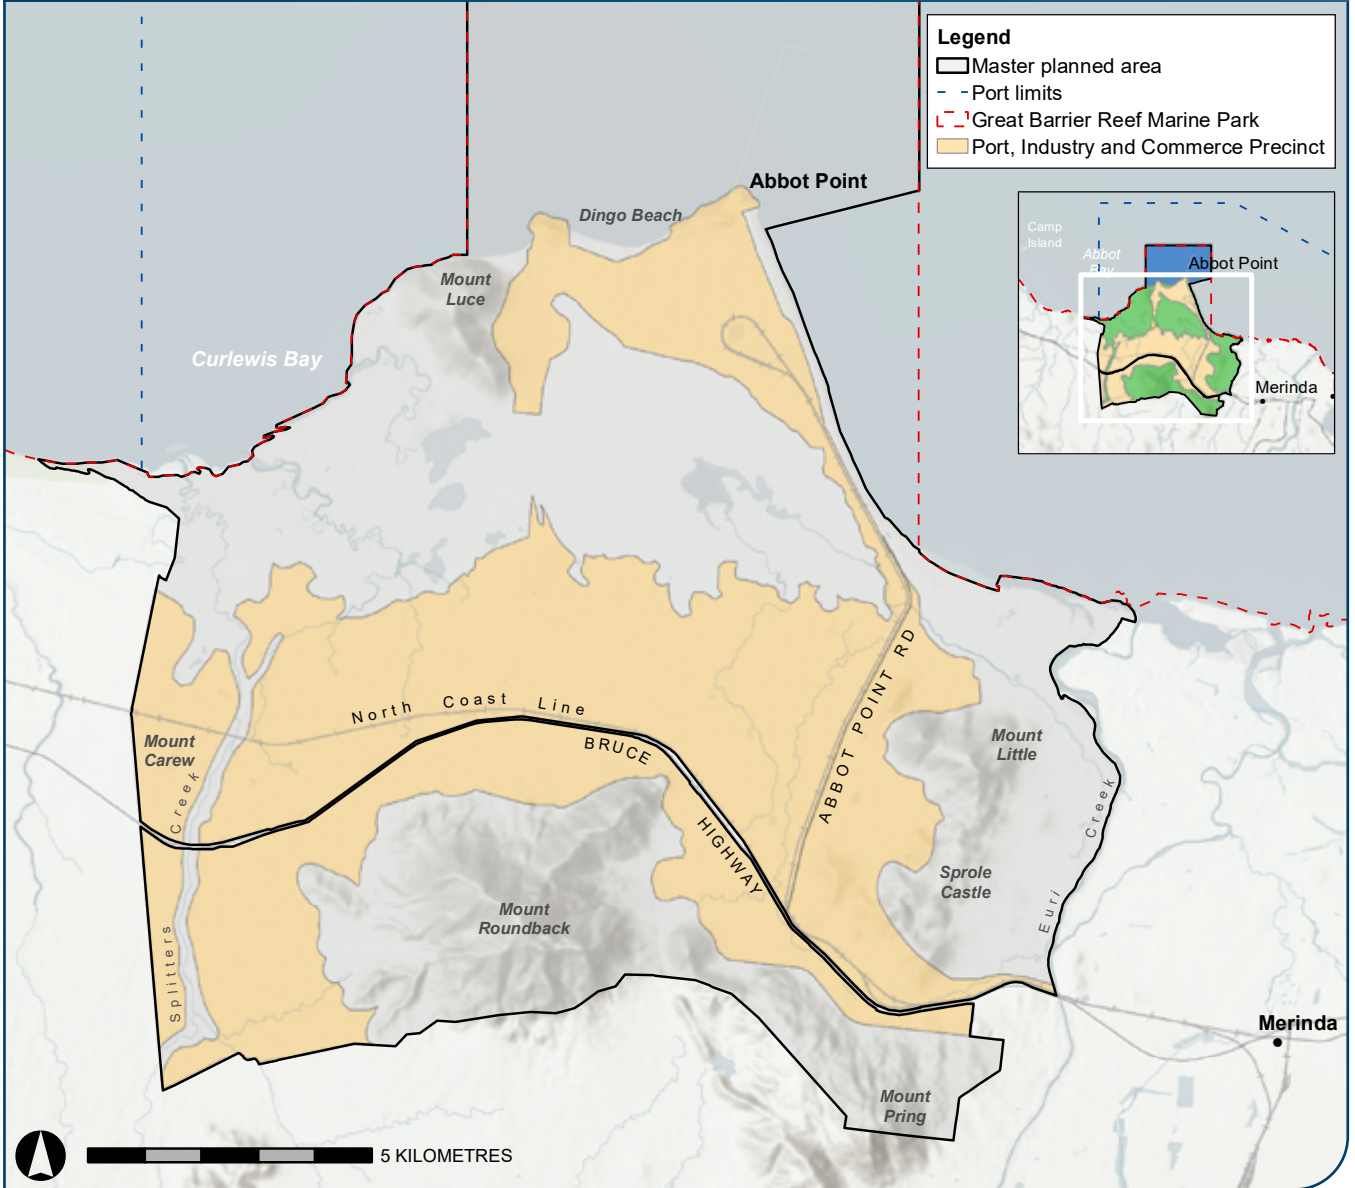 Legend
Master planned area
Port limits
Great Barrier Reef Marine Park
Port, Industry and Commerce Precinct
Abbot Point
Dingo Beach
Mount
Luce
Curlewis Bay
Camp
Island
Abbot
Bay
Abbot Point
Merinda
North Coast Line
BRUCE
HIGHWAY
ABBOT POINT RD
Mount
Carew
Splitters Creek
Mount
Little
Sprole
Castle
Euri Creek
Mount
Roundback
Mount
Pring
Merinda
5 KILOMETRES